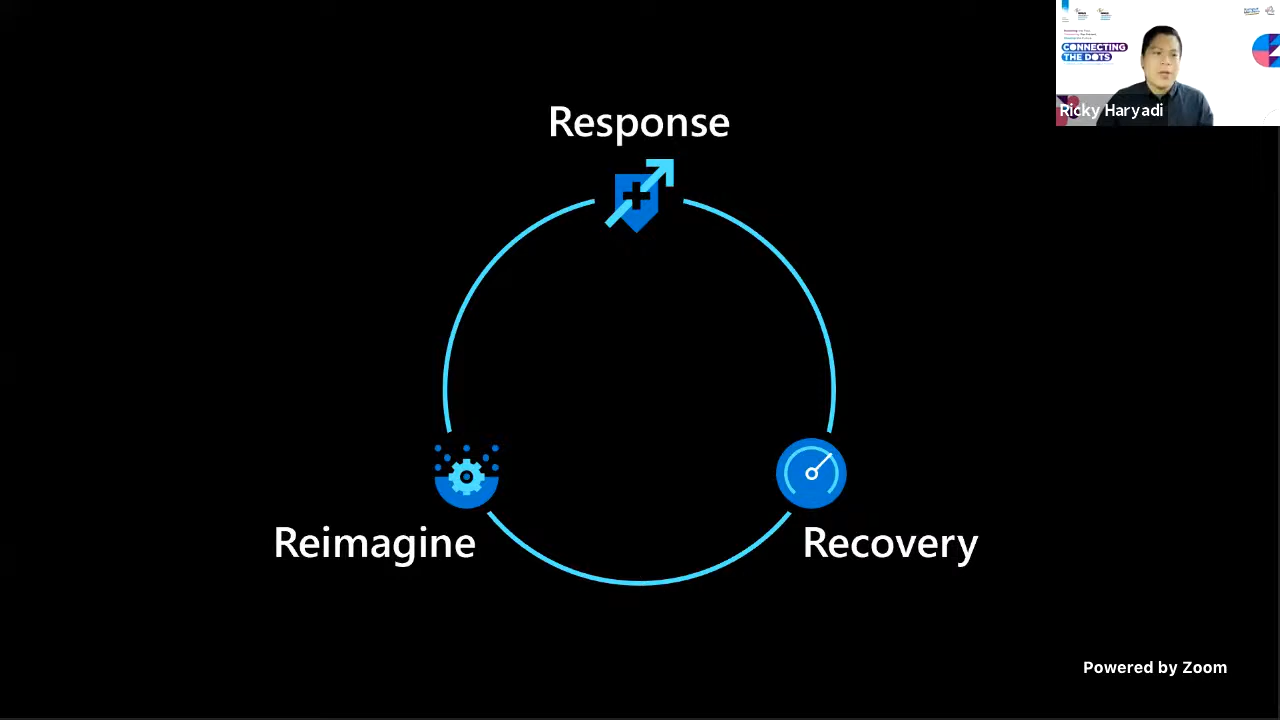 CONNECTING
THE DOTS
Ricky Haryadi
Response
Reimagine
Recovery
Powered by Zoom